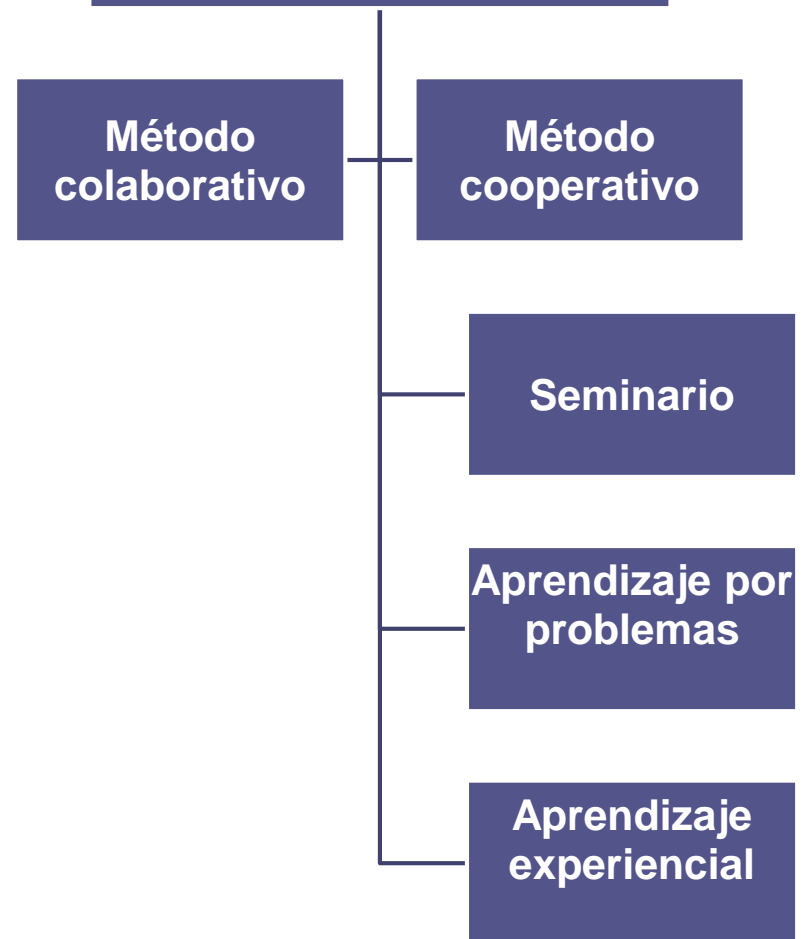 Método
colaborativo
Método
cooperativo
Seminario
Aprendizaje por
problemas
Aprendizaje
experiencial